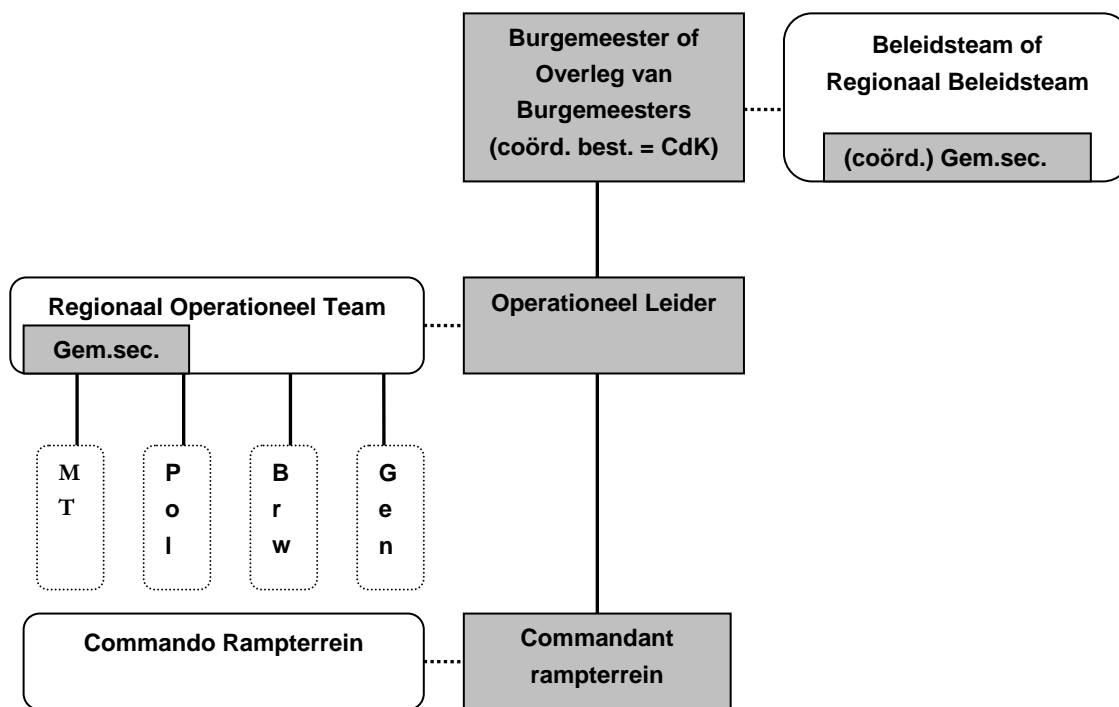 Burgemeester of
Overleg van
Burgemeesters
(coörd. best. = CdK)
Beleidsteam of
Regionaal Beleidsteam
(coörd.) Gem.sec.
Regionaal Operationeel Team
Gem.sec.
Operationeel Leider
M
T
P
o
l
B
r
w
G
e
n
Commando Rampterrein
Commandant
rampterrein